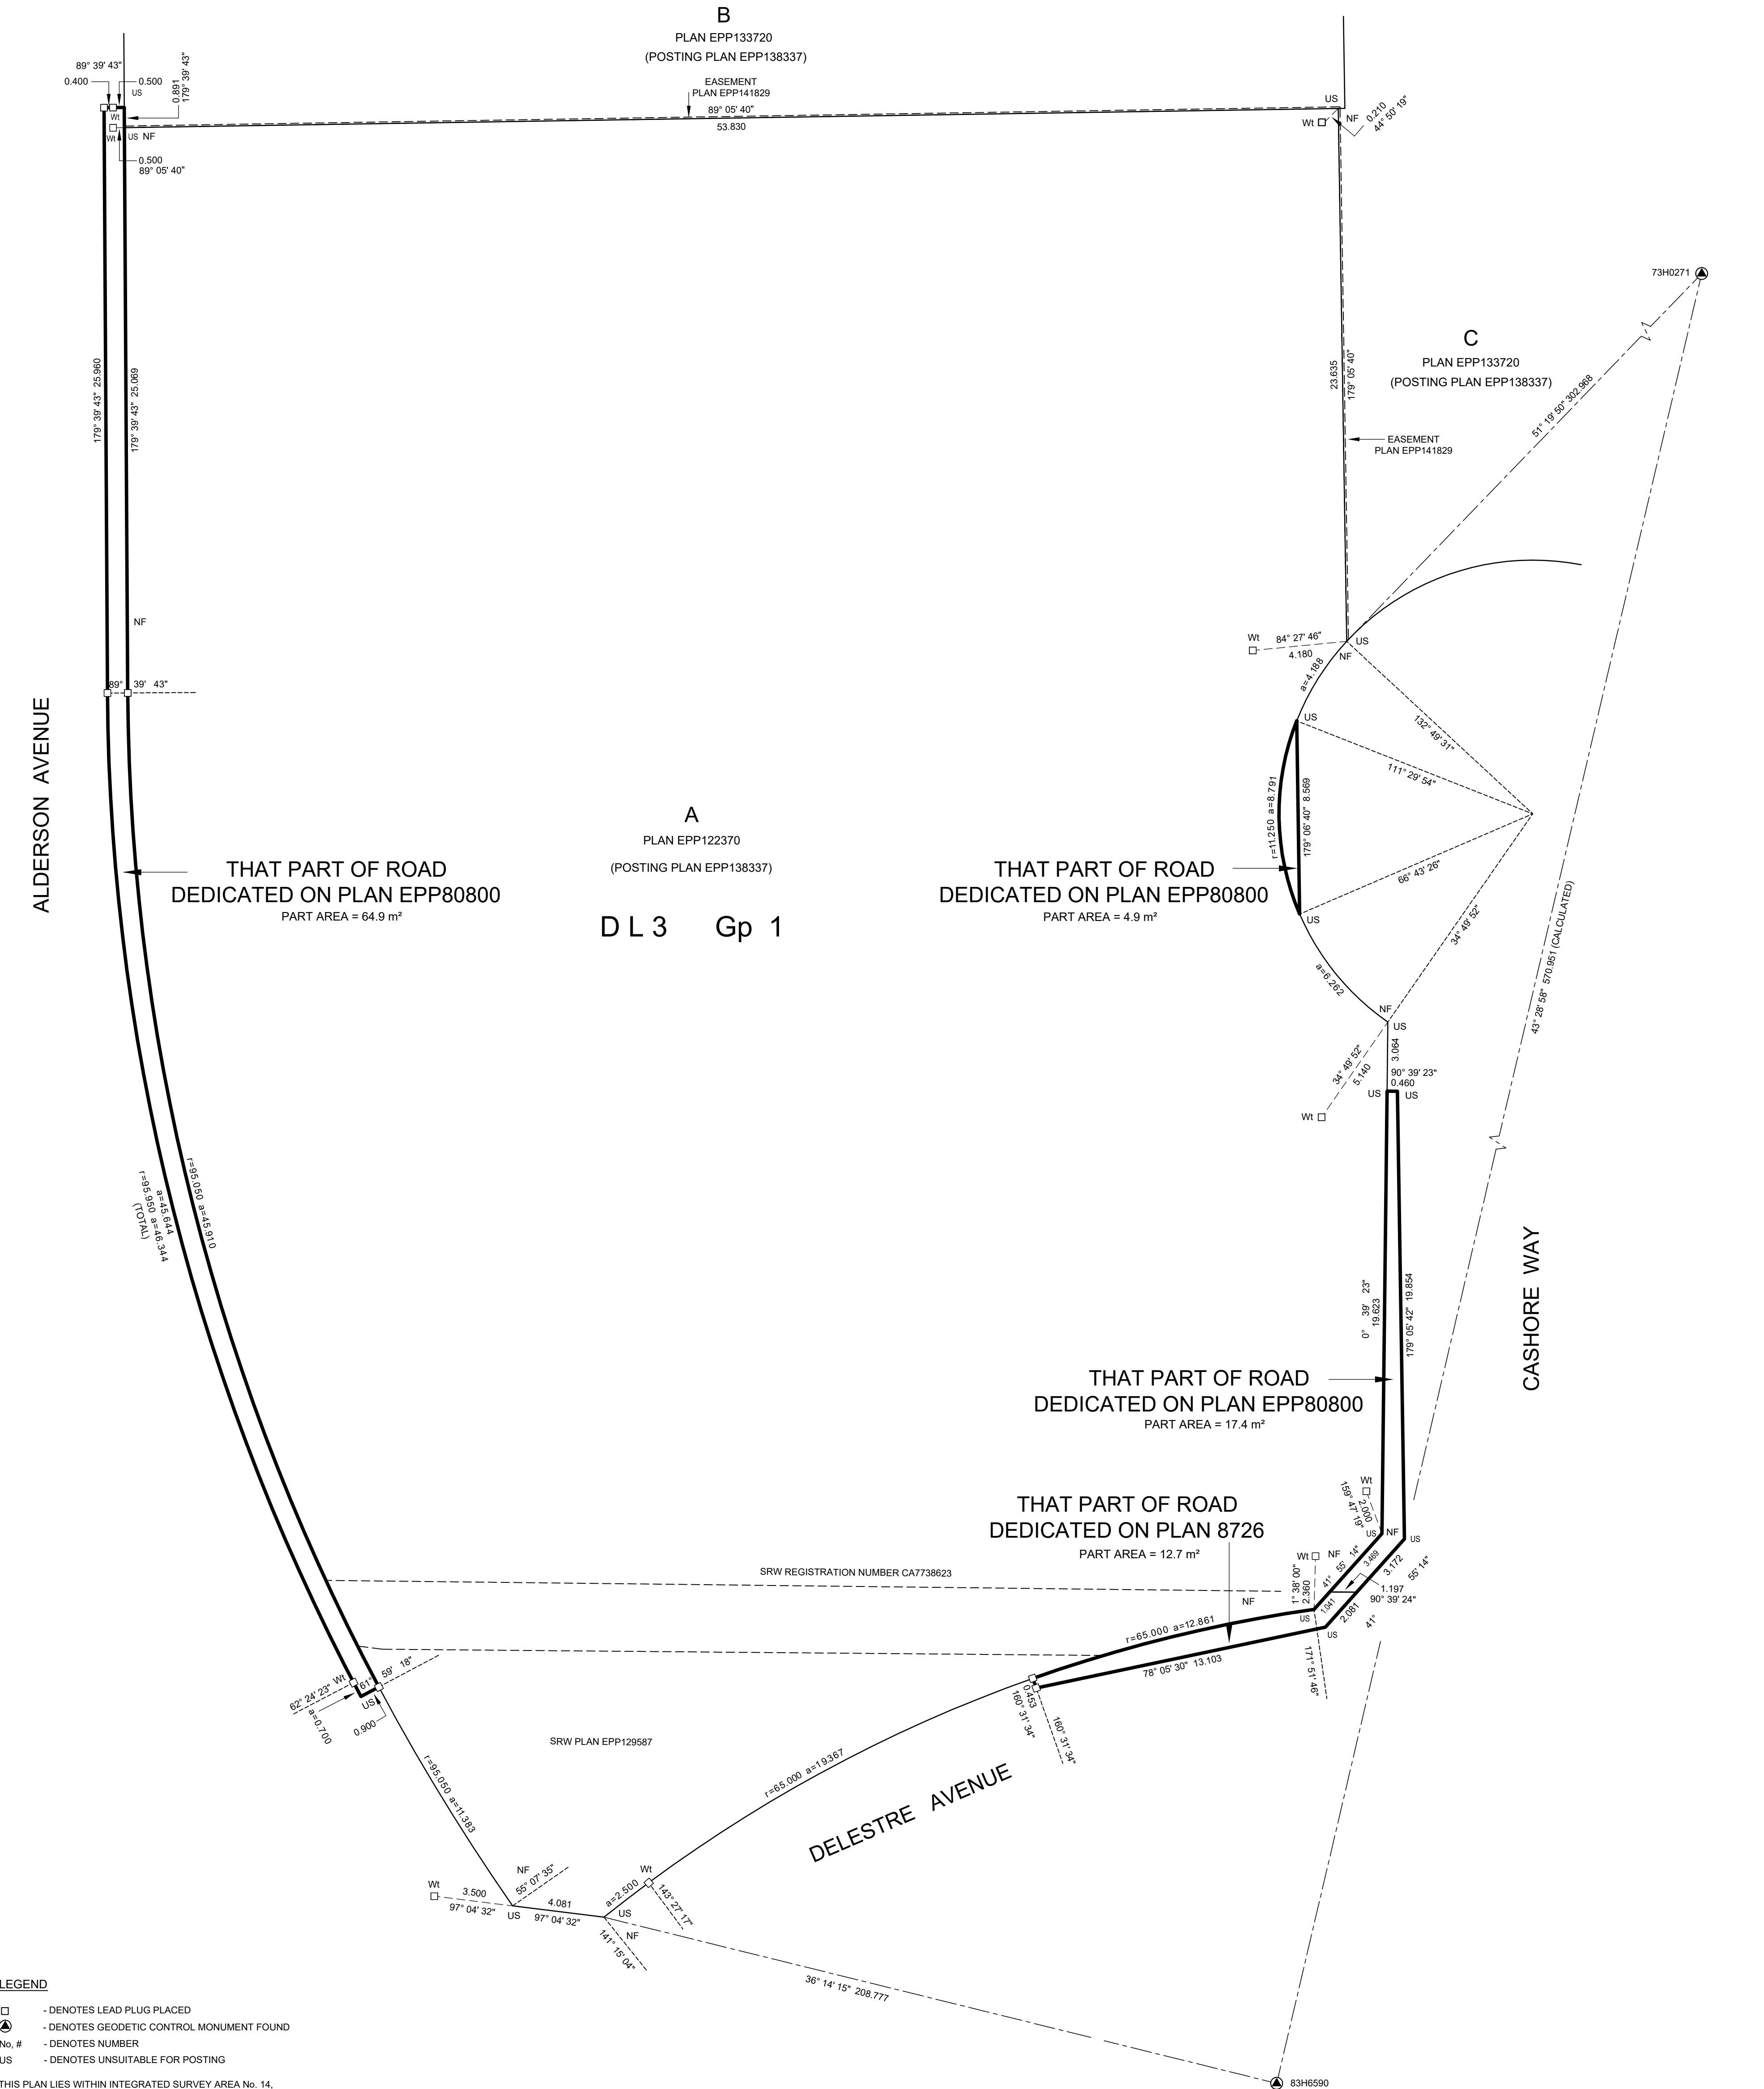 B
PLAN EPP133720
(POSTING PLAN EPP138337)
EASEMENT
PLAN EPP141829
89° 05' 40"
53.830
89° 39' 43"
0.400
0.500
US
0.891
179° 39' 43"
Wt
Wt
US NF
0.500
89° 05' 40"
US
Wt
NF
0.210
44° 50' 19"
73H0271
C
PLAN EPP133720
(POSTING PLAN EPP138337)
23.635
179° 05' 40"
EASEMENT
PLAN EPP141829
51° 19' 50" 302.968
179° 39' 43" 25.960
179° 39' 43" 25.069
NF
89° 39' 43"
Wt
84° 27' 46"
4.180
US
NF
a=4.188
US
132° 49' 31"
111° 29' 54"
r=11.250 a=8.791
179° 06' 40" 8.569
66° 43' 26"
34° 49' 52"
US
a=6.262
43° 28' 58" 570.951 (CALCULATED)
ALDERSON AVENUE
A
PLAN EPP122370
(POSTING PLAN EPP138337)
D L 3 Gp 1
THAT PART OF ROAD
DEDICATED ON PLAN EPP80800
PART AREA = 64.9 m²
THAT PART OF ROAD
DEDICATED ON PLAN EPP80800
PART AREA = 4.9 m²
NF
US
34° 49' 52"
5.140
3.064
90° 39' 23"
0.460
Wt
US
US
r=95.050 a=45.910
a=45.644
r=95.950 a=46.344
(TOTAL)
0° 39' 23"
19.623
179° 05' 42" 19.854
CASHORE WAY
THAT PART OF ROAD
DEDICATED ON PLAN EPP80800
PART AREA = 17.4 m²
THAT PART OF ROAD
DEDICATED ON PLAN 8726
PART AREA = 12.7 m²
Wt
2.000
159° 47' 19"
US
NF
US
Wt
NF
41° 55' 14"
3.469
3.172
55' 14"
1.197
90° 39' 24"
1° 38' 00"
2.360
1.041
2.081
41°
US
US
SRW REGISTRATION NUMBER CA7738623
NF
r=65.000 a=12.861
78° 05' 30" 13.103
171° 51' 46"
0.453
160° 31' 34"
160° 31' 34"
62° 24' 23"
Wt
61° 59' 18"
US
a=0.700
0.900
SRW PLAN EPP129587
r=95.050 a=11.383
r=65.000 a=19.367
DELESTRE AVENUE
NF
55° 07' 35"
Wt
3.500
97° 04' 32"
US
4.081
97° 04' 32"
a=2.500
Wt
143° 27' 17"
US
NF
141° 15' 04"
36° 14' 15" 208.777
83H6590
LEGEND
- DENOTES LEAD PLUG PLACED
- DENOTES GEODETIC CONTROL MONUMENT FOUND
No, # - DENOTES NUMBER
US - DENOTES UNSUITABLE FOR POSTING
THIS PLAN LIES WITHIN INTEGRATED SURVEY AREA No. 14,